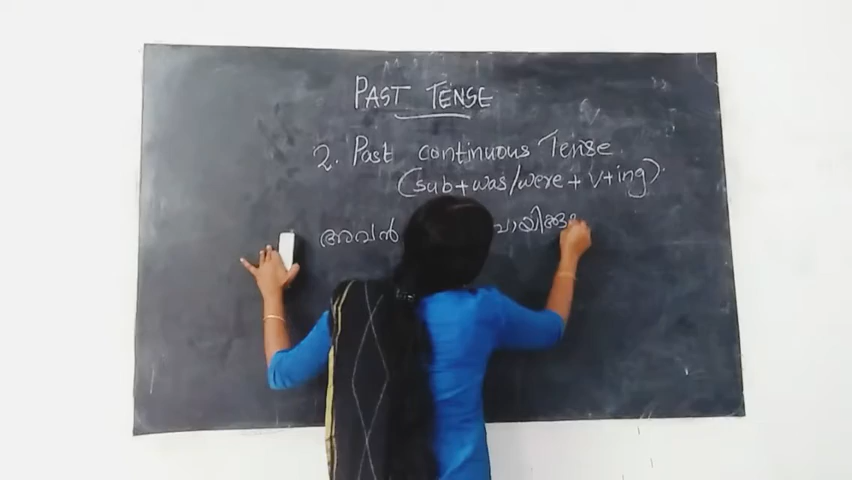 PAST TENSE
2. Past continuous Tense
(sub+was/were + v+ing)
അവൻ